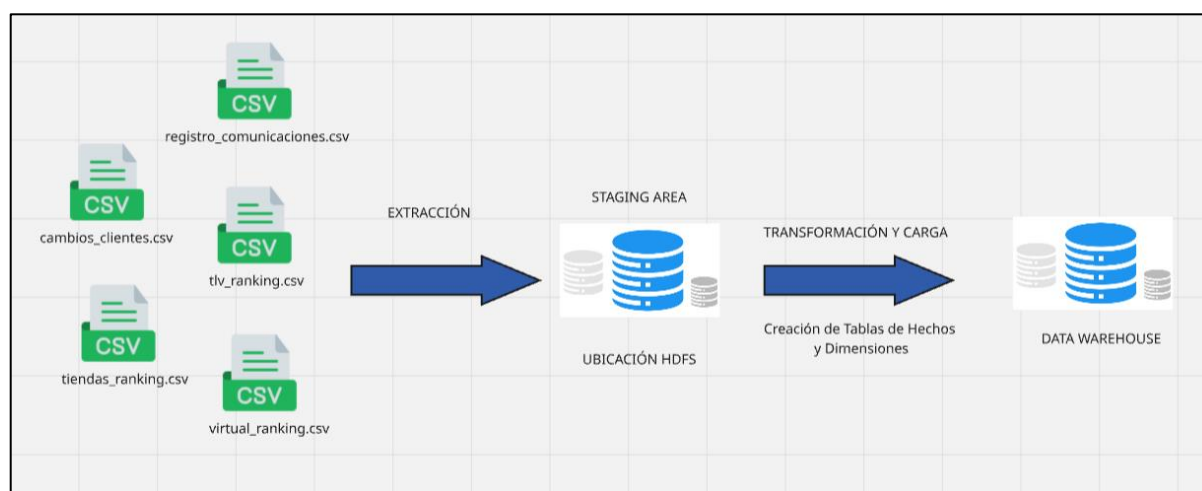 CSV
registro_comunicaciones.csv
CSV
cambios_clientes.csv
CSV
tlv_ranking.csv
CSV
tiendas_ranking.csv
CSV
virtual_ranking.csv
EXTRACCIÓN
STAGING AREA
UBICACIÓN HDFS
TRANSFORMACIÓN Y CARGA
Creación de Tablas de Hechos
y Dimensiones
DATA WAREHOUSE